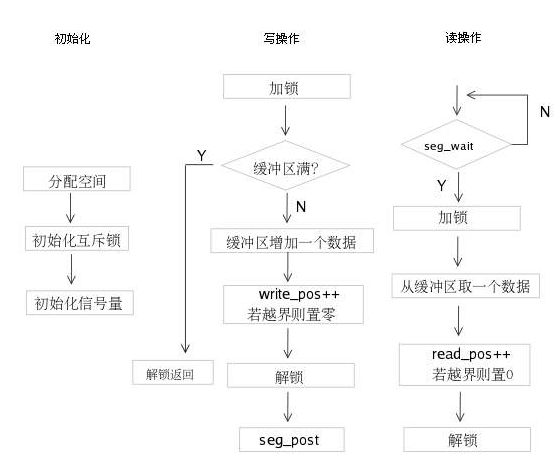 初始化
分配空间
初始化互斥锁
初始化信号量
写操作
加锁
缓冲区满?
Y
N
缓冲区增加一个数据
write_pos++
若越界则置零
解锁返回
解锁
seg_post
读操作
seg_wait
N
Y
加锁
从缓冲区取一个数据
read_pos++
若越界则置0
解锁